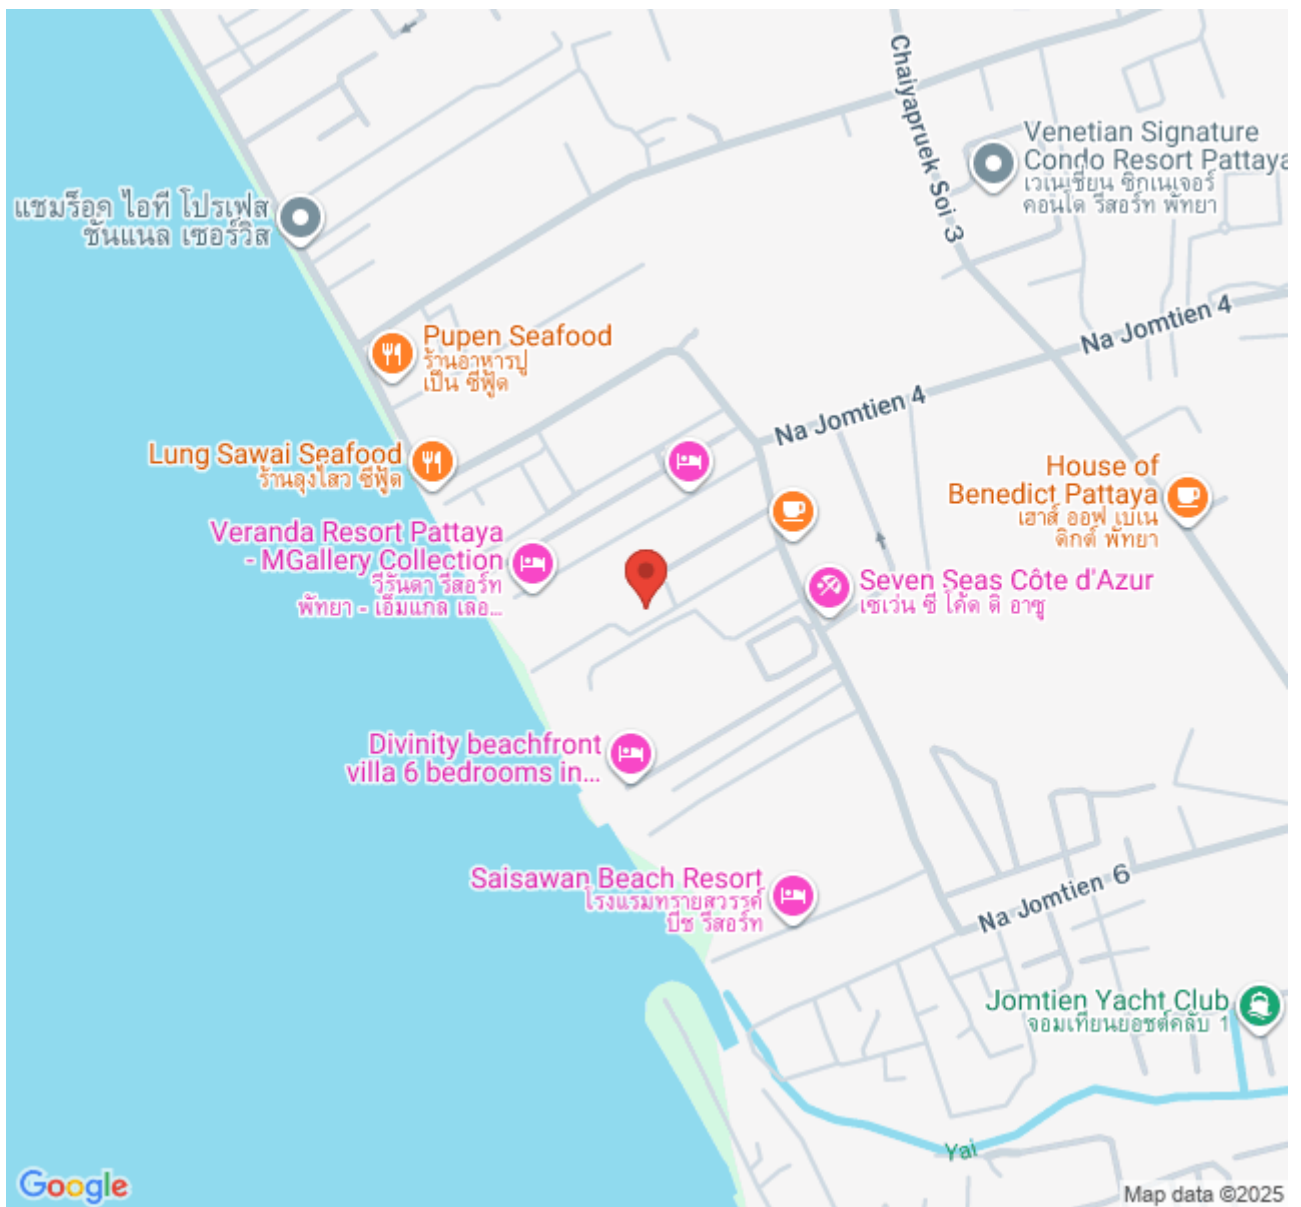 Chaiyapruek Soi 3
Venetian Signature
Condo Resort Pattaya
เวเนเชี่ยน ซิกเนเจอร์
คอนโด รีสอร์ท พัทยา
แชมร็อค ไอที โปรเฟส
ชันแนล เซอร์วิส
Na Jomtien 4
Pupen Seafood
ร้านอาหารปู
เป็น ซีฟู้ด
Na Jomtien 4
Lung Sawai Seafood
ร้านลุงไสว ซีฟู้ด
House of
Benedict Pattaya
เฮาส์ ออฟ เบเน
ดิกต์ พัทยา
Veranda Resort Pattaya
- MGallery Collection
วีรันดา รีสอร์ท
พัทยา - เอ็มแกล เลอ...
Seven Seas Côte d'Azur
เซเว่น ซี โค้ด ดิ อาซู
Divinity beachfront
villa 6 bedrooms in...
Saisawan Beach Resort
โรงแรมทรายสวรรค์
บีช รีสอร์ท
Na Jomtien 6
Jomtien Yacht Club
จอมเทียนยอชต์คลับ 1
Yai
Google
Map data ©2025